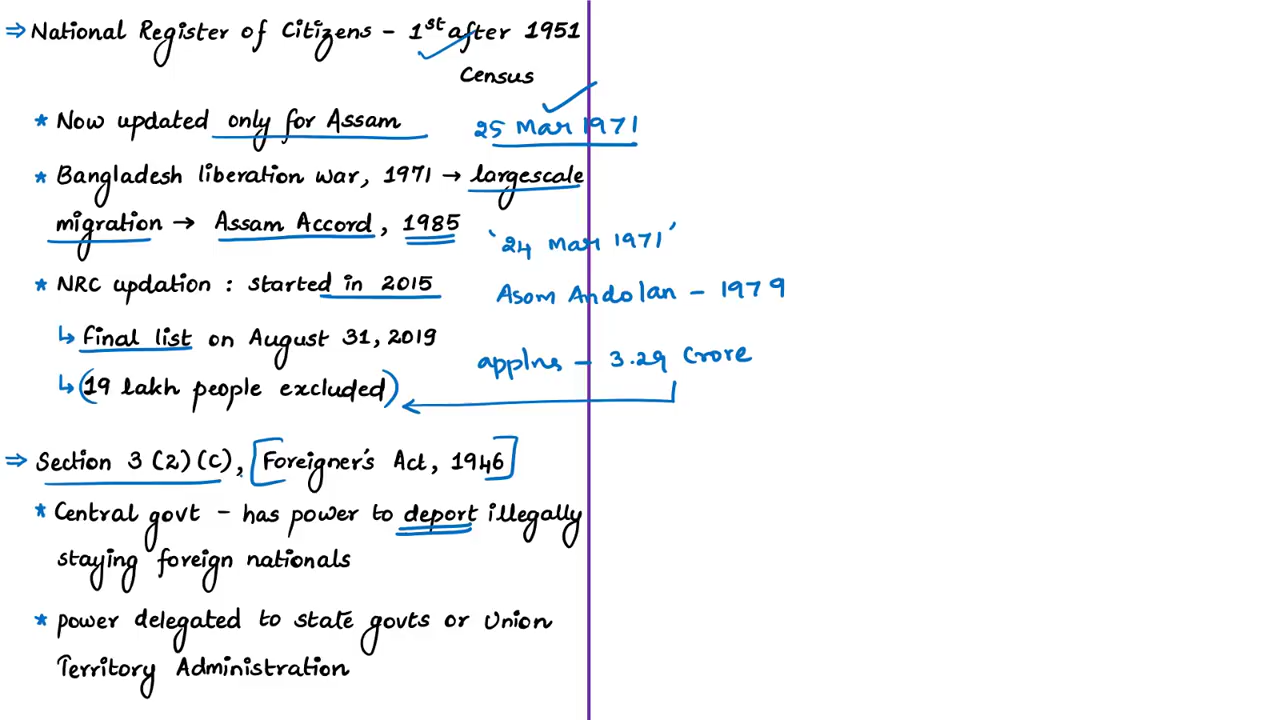 ⇒ National Register of Citizens - 1st after 1951
Census
* Now updated only for Assam
25 Mar 1971
* Bangladesh liberation war, 1971 → largescale
migration → Assam Accord, 1985
'24 Mar 1971'
* NRC updation : started in 2015
Asom Andolan - 1979
↳ final list on August 31, 2019
applns - 3.29 Crore
↳ (19 lakh people excluded)
⇒ Section 3 (2)(c), [Foreigner's Act, 1946]
* Central govt - has power to deport illegally
staying foreign nationals
* power delegated to state govts or Union
Territory Administration